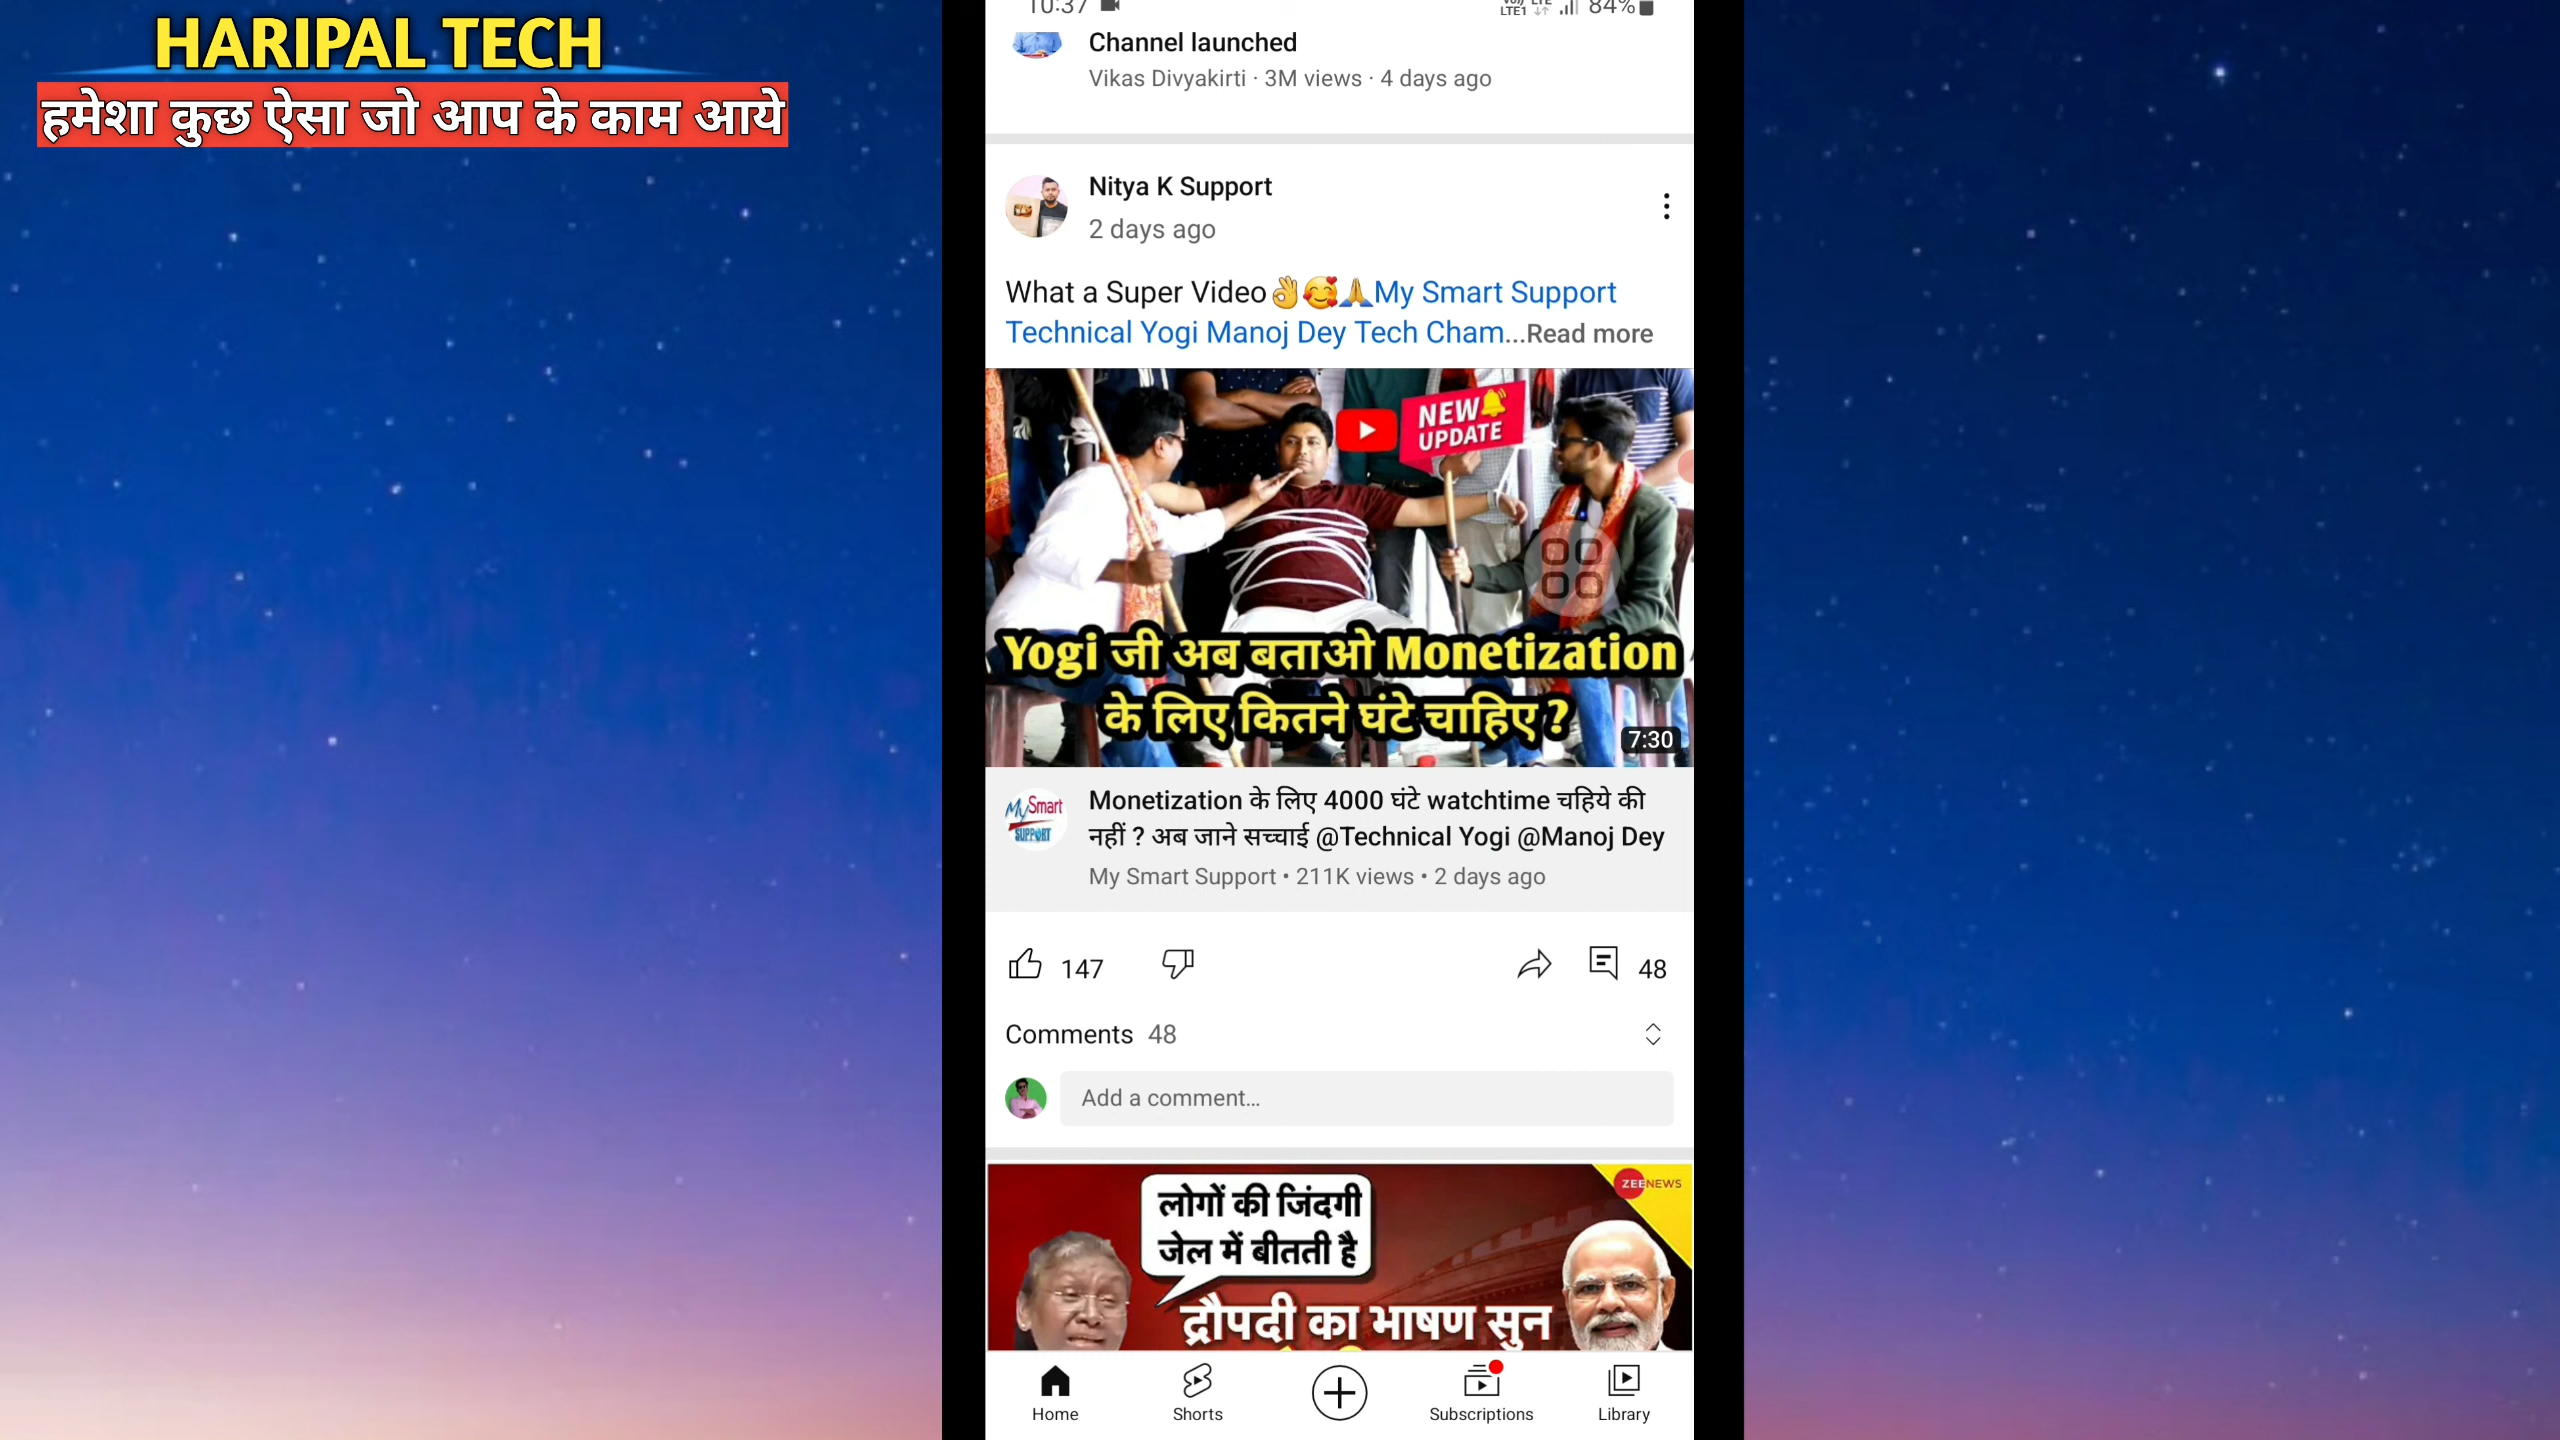 HARIPAL TECH
हमेशा कुछ ऐसा जो आप के काम आये
10:37
LTE1
84%
Channel launched
Vikas Divyakirti · 3M views · 4 days ago
Nitya K Support
2 days ago
What a Super Video👌🥰🙏My Smart Support
Technical Yogi Manoj Dey Tech Cham...Read more
NEW
UPDATE
Yogi जी अब बताओ Monetization
के लिए कितने घंटे चाहिए ?
7:30
My Smart
SUPPORT
Monetization के लिए 4000 घंटे watchtime चहिये की
नहीं ? अब जाने सच्चाई @Technical Yogi @Manoj Dey
My Smart Support • 211K views • 2 days ago
147
48
Comments 48
Add a comment...
ZEE NEWS
लोगों की जिंदगी
जेल में बीतती है
द्रौपदी का भाषण सुन
Home
Shorts
Subscriptions
Library